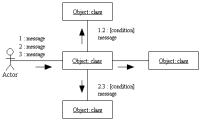 Object: class
1.2 : [condition]
message
1 : message
2 : message
3 : message
Object: class
Object: class
Actor
2.3 : [condition]
message
Object: class